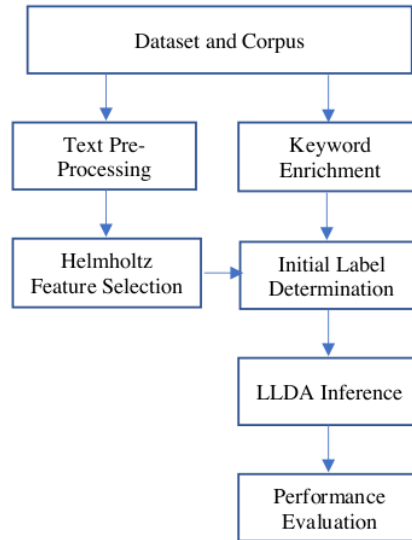 Dataset and Corpus
Text Pre-
Processing
Keyword
Enrichment
Helmholtz
Feature Selection
Initial Label
Determination
LLDA Inference
Performance
Evaluation